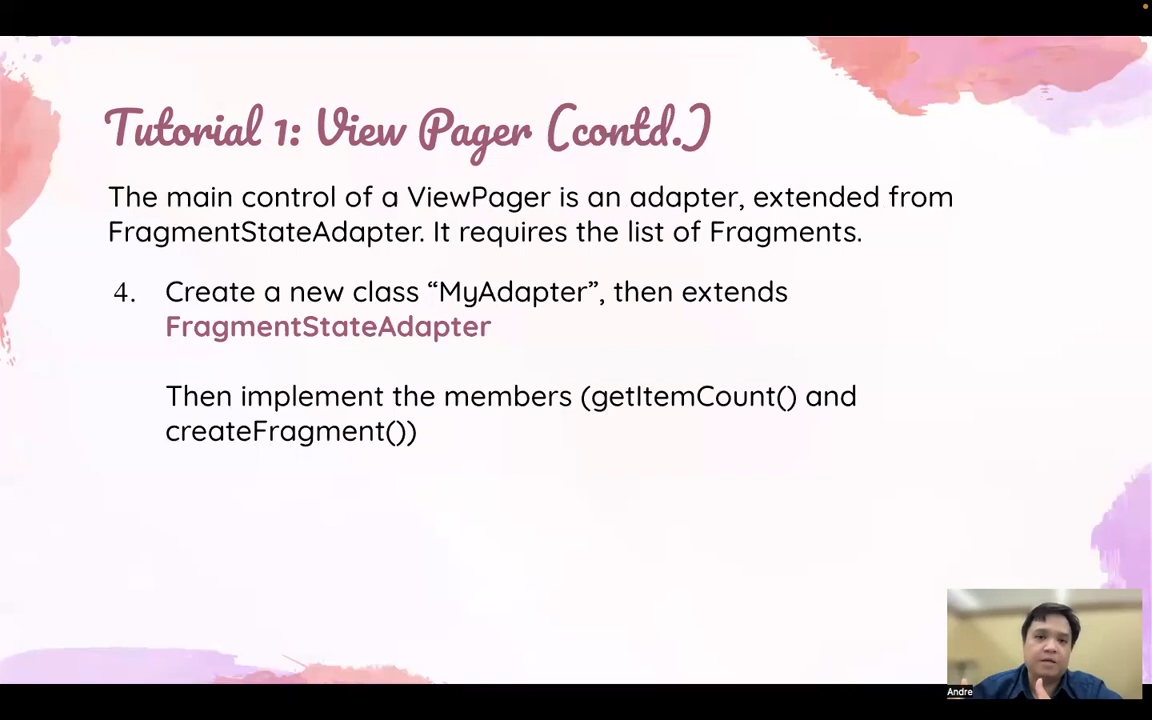 Tutorial 1: View Pager (contd.)
The main control of a ViewPager is an adapter, extended from
FragmentStateAdapter. It requires the list of Fragments.
4. Create a new class “MyAdapter”, then extends
FragmentStateAdapter
Then implement the members (getItemCount() and
createFragment())
Andre